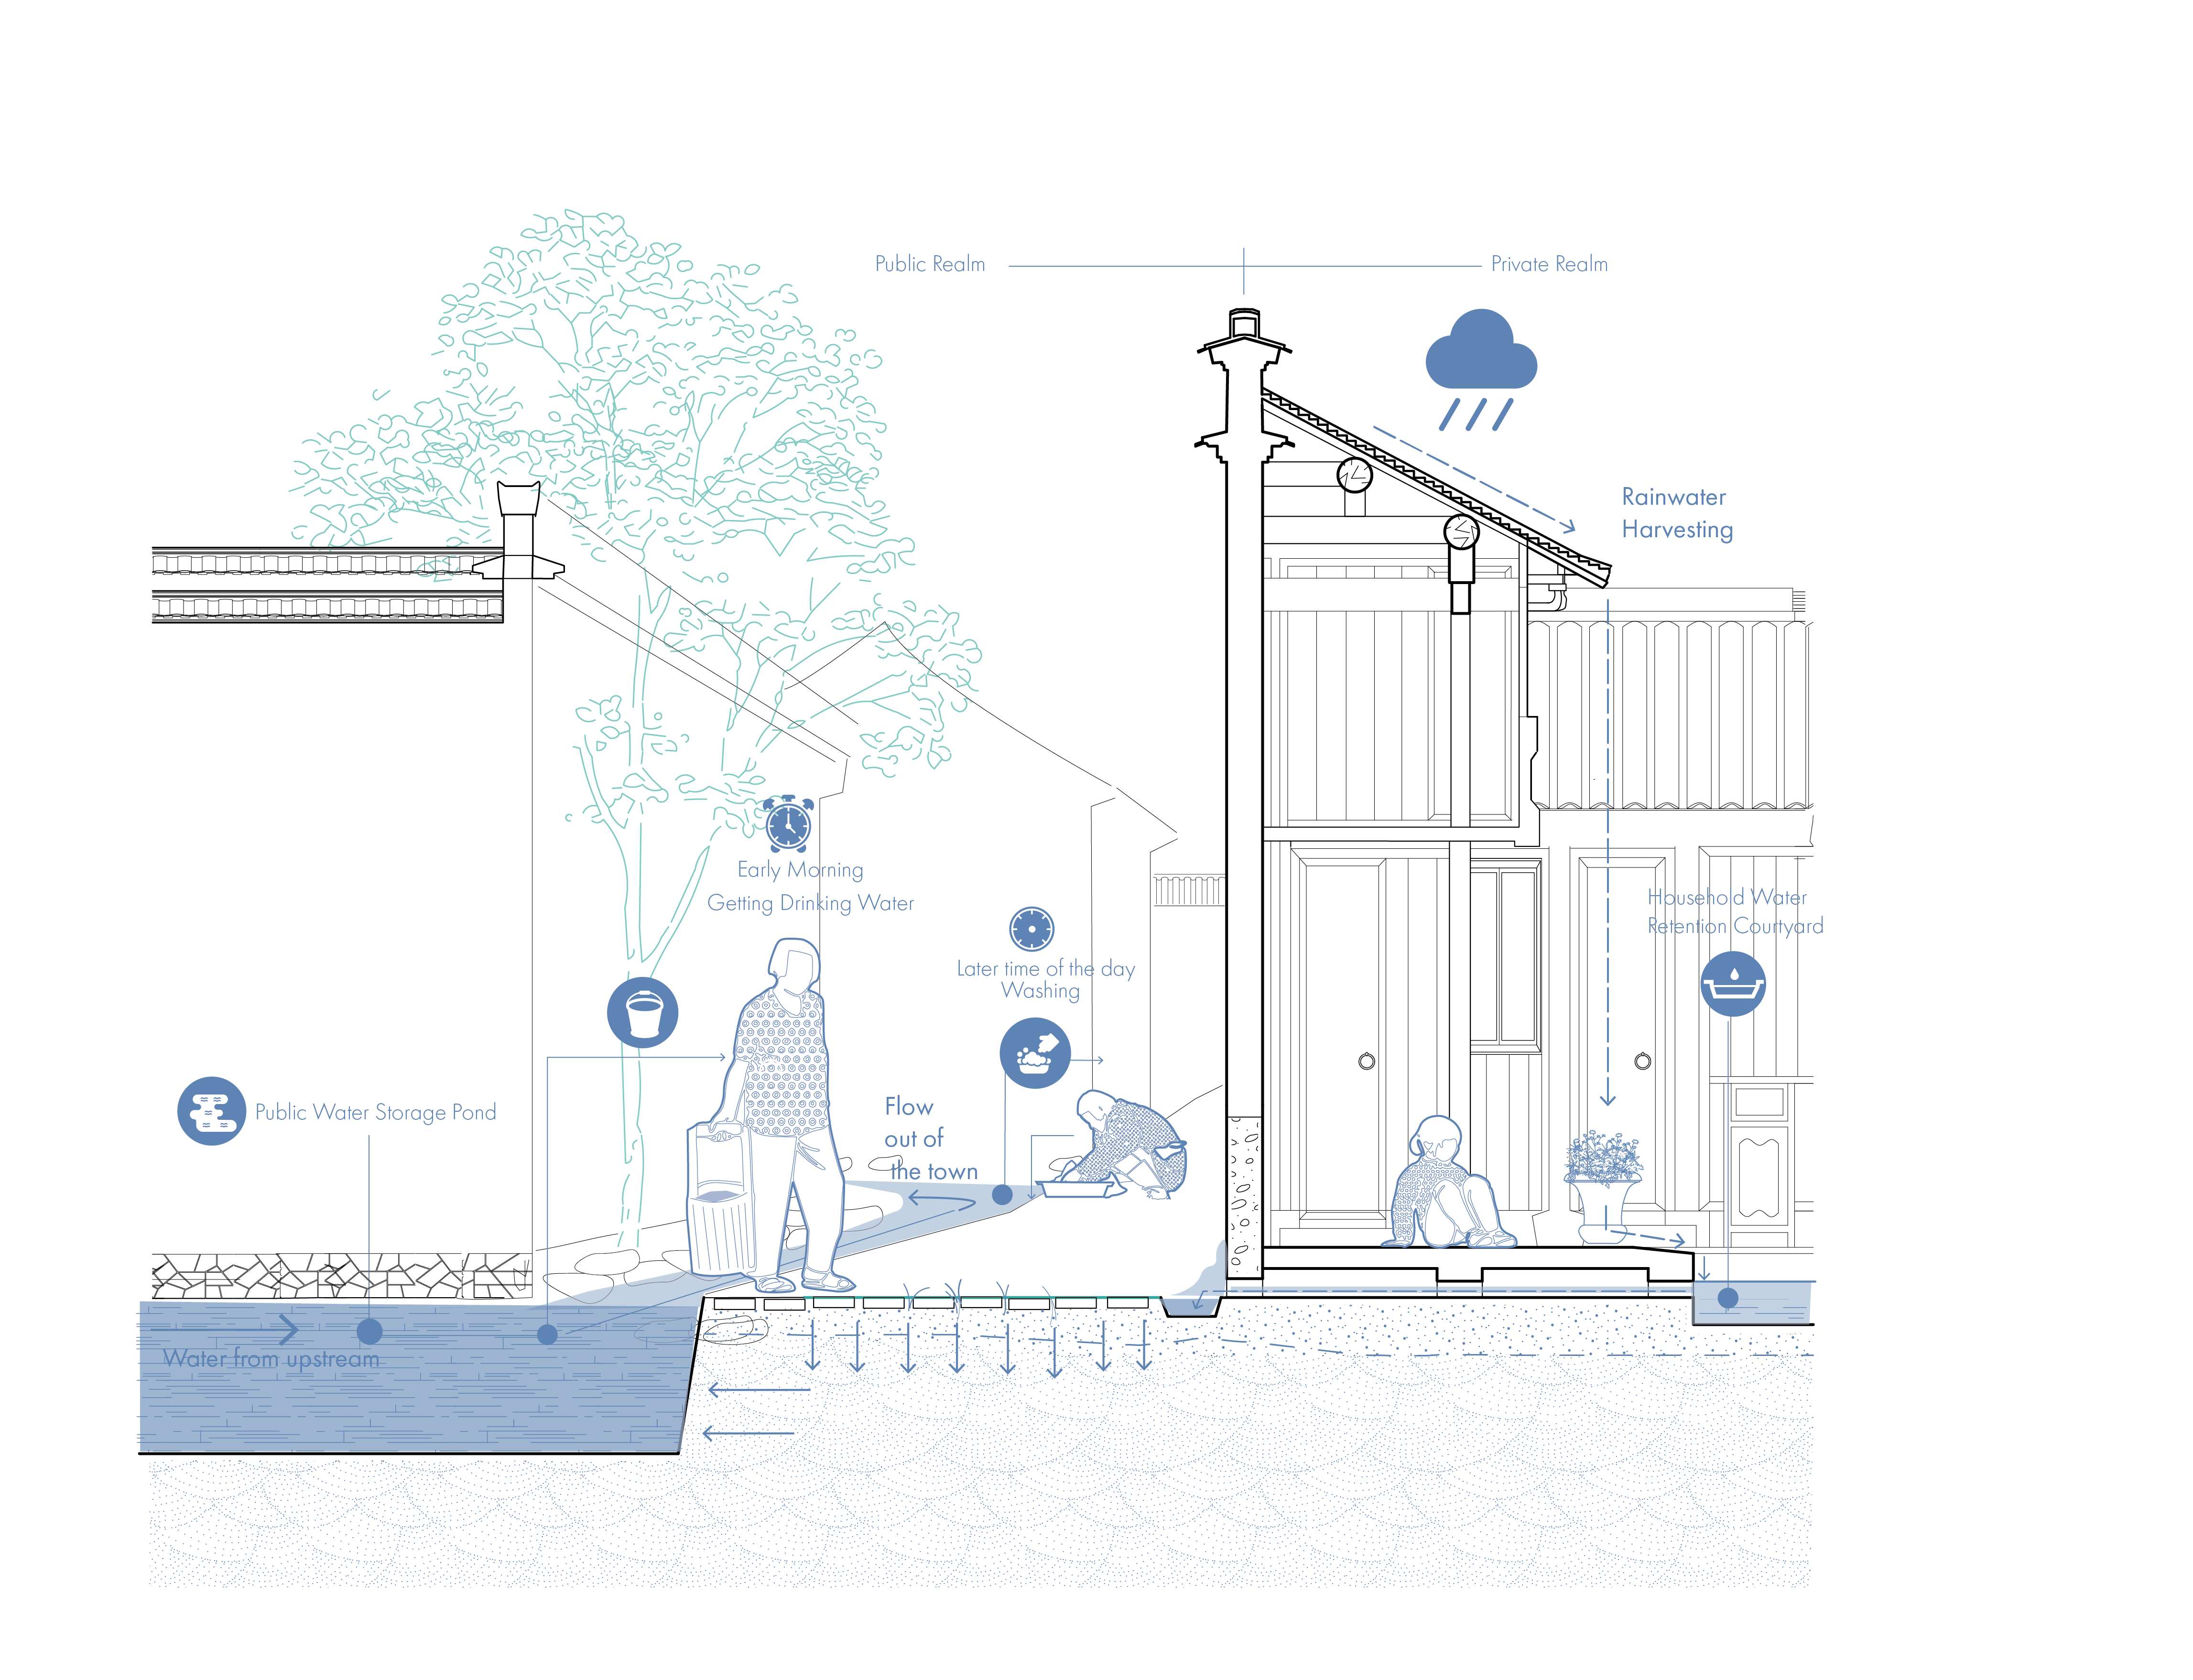 Public Realm
Private Realm
Rainwater
Harvesting
Early Morning
Getting Drinking Water
Household Water
Retention Courtyard
Later time of the day
Washing
Public Water Storage Pond
Flow
out of
the town
Water from upstream